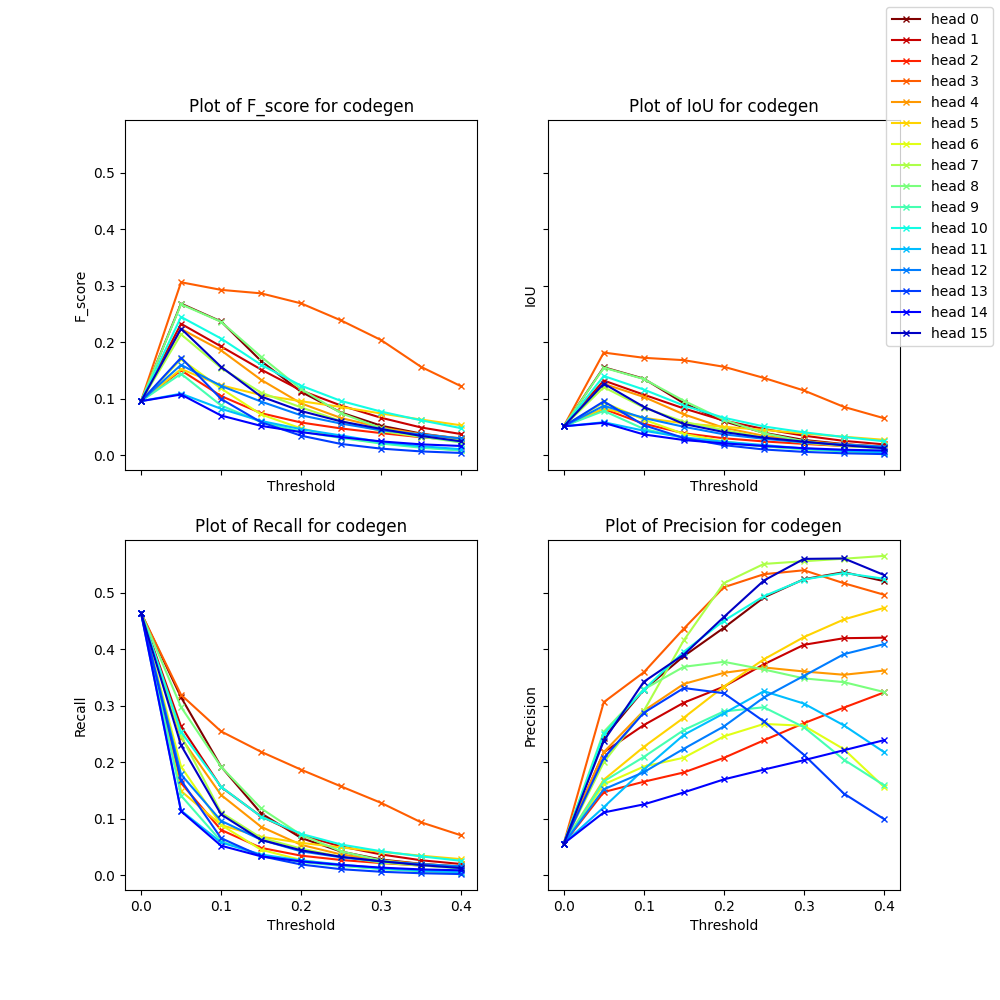 head 0
head 1
head 2
head 3
head 4
head 5
head 6
head 7
head 8
head 9
head 10
head 11
head 12
head 13
head 14
head 15
Plot of F_score for codegen
F_score
0.5
0.4
0.3
0.2
0.1
0.0
Threshold
Plot of IoU for codegen
IoU
Threshold
Plot of Recall for codegen
Recall
0.5
0.4
0.3
0.2
0.1
0.0
0.0 0.1 0.2 0.3 0.4
Threshold
Plot of Precision for codegen
Precision
0.0 0.1 0.2 0.3 0.4
Threshold